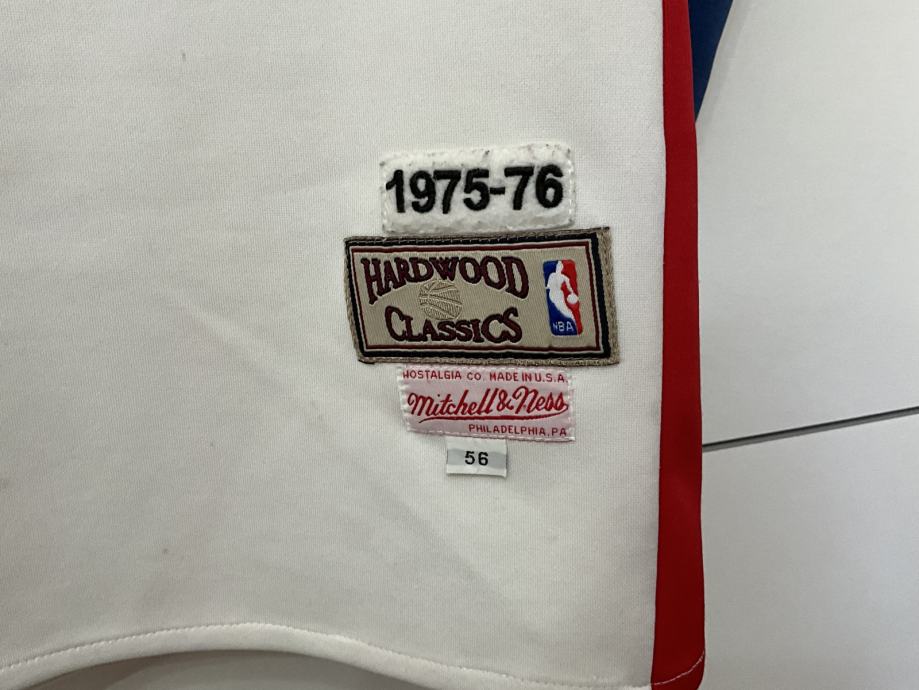 1975-76
HARDWOOD
CLASSICS
NBA
NOSTALGIA CO. MADE IN U.S.A.
Mitchell & Ness
PHILADELPHIA, PA
56